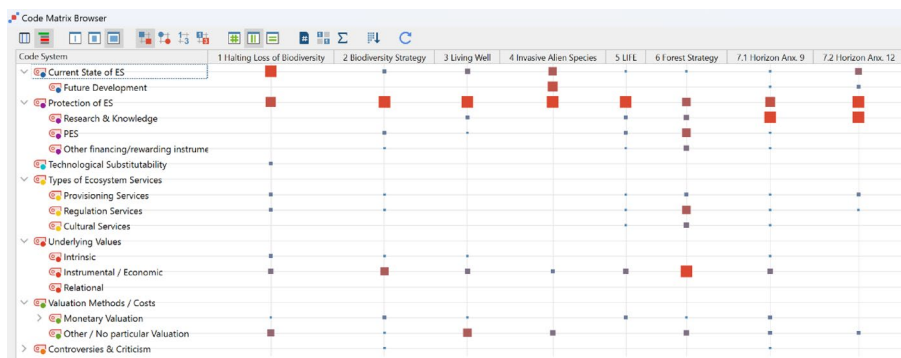 Code Matrix Browser
Code System 1 Halting Loss of Biodiversity 2 Biodiversity Strategy 3 Living Well 4 Invasive Alien Species 5 LIFE 6 Forest Strategy 7.1 Horizon Anx. 9 7.2 Horizon Anx. 12
Current State of ES
Future Development
Protection of ES
Research & Knowledge
PES
Other financing/rewarding instrume
Technological Substitutability
Types of Ecosystem Services
Provisioning Services
Regulation Services
Cultural Services
Underlying Values
Intrinsic
Instrumental / Economic
Relational
Valuation Methods / Costs
Monetary Valuation
Other / No particular Valuation
Controversies & Criticism